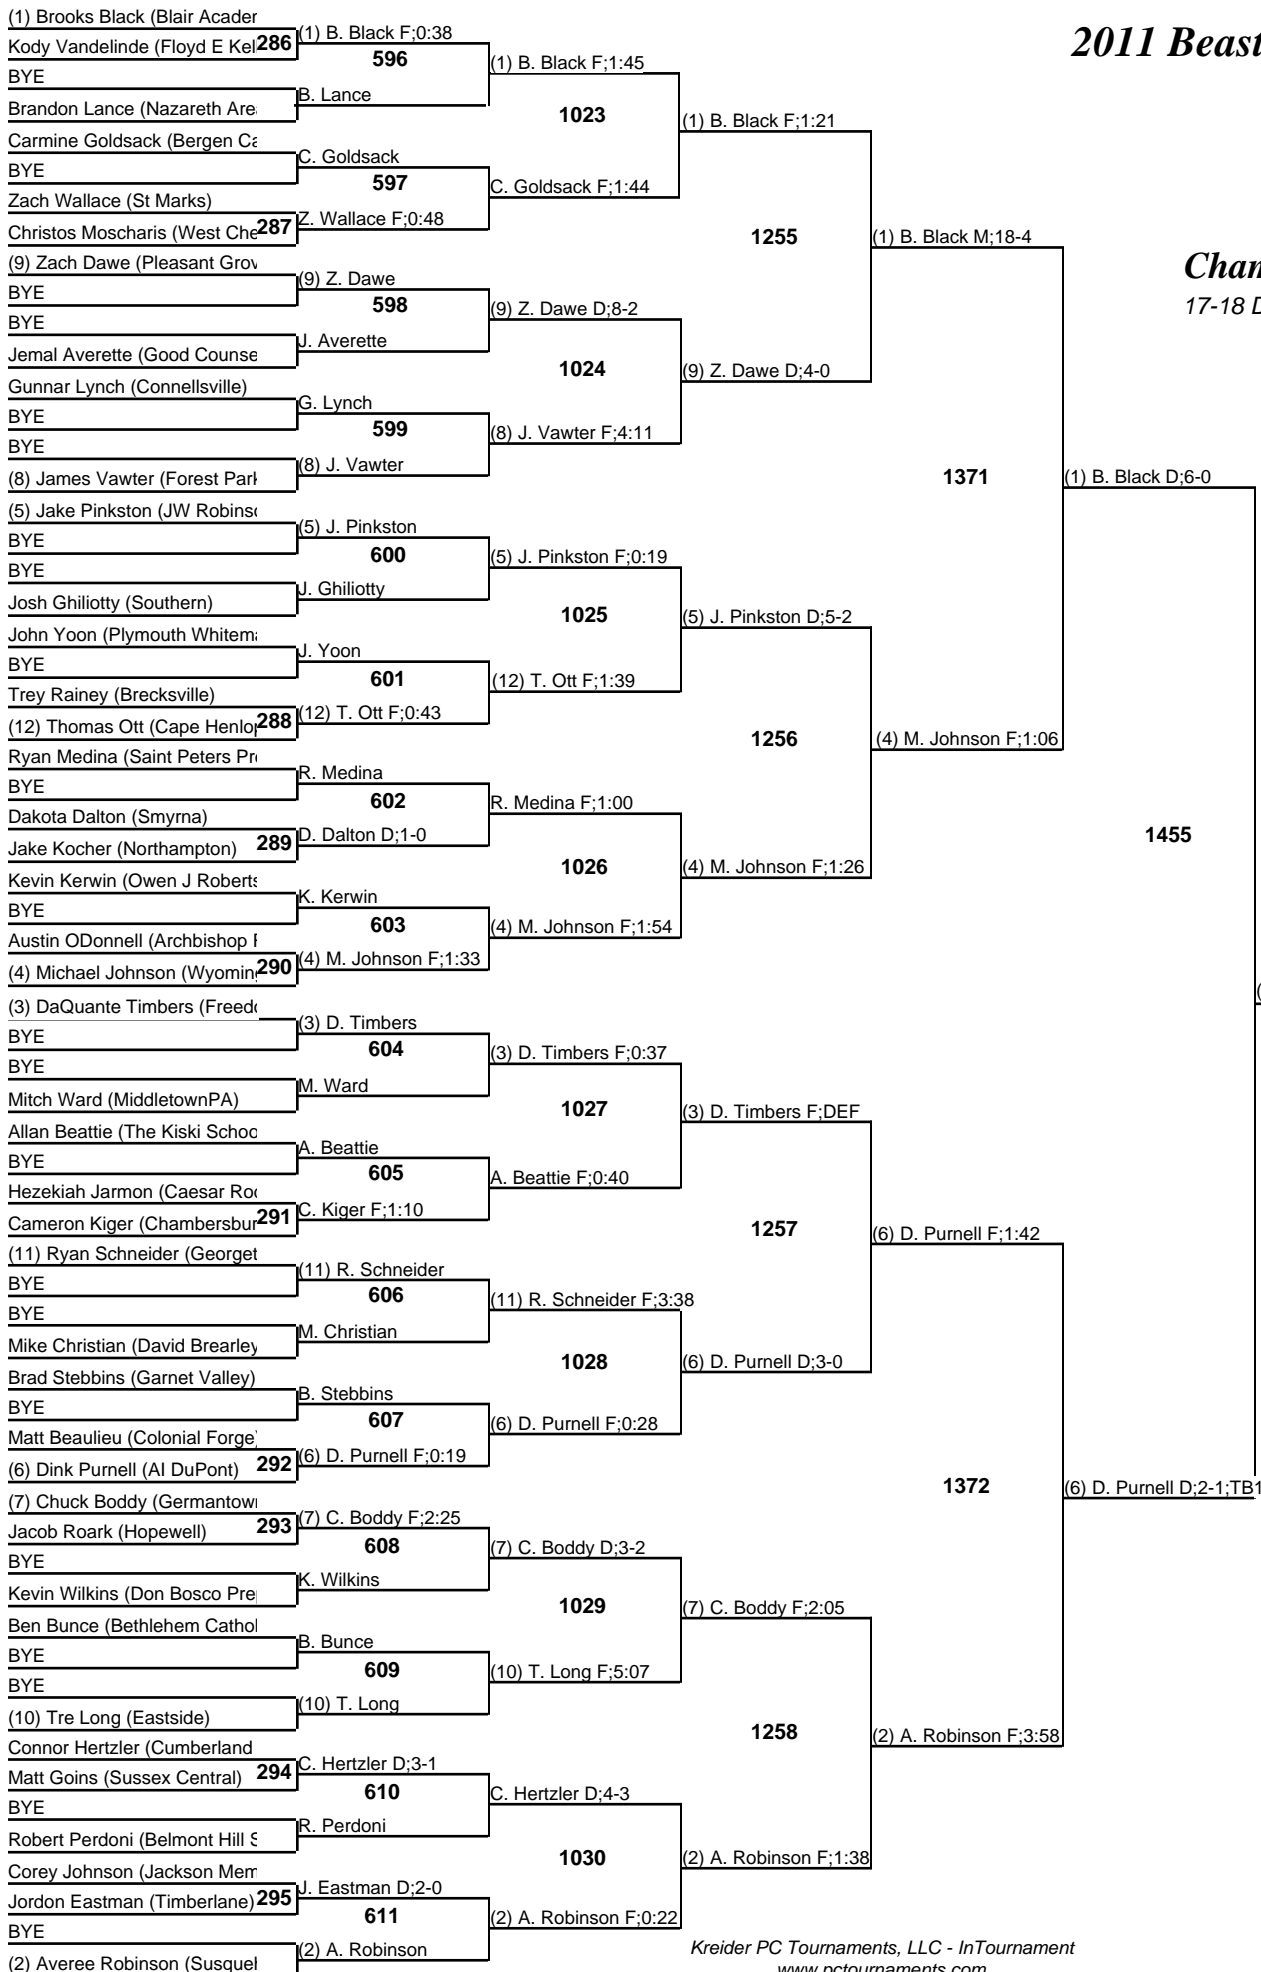 (1) Brooks Black (Blair Acader
Kody Vandelinde (Floyd E Kel
286
BYE
Brandon Lance (Nazareth Are
Carmine Goldsack (Bergen Ca
BYE
Zach Wallace (St Marks)
Christos Moscharis (West Che
287
(9) Zach Dawe (Pleasant Grov
BYE
BYE
Jemal Averette (Good Counse
Gunnar Lynch (Connellsville)
BYE
BYE
(8) James Vawter (Forest Park
(5) Jake Pinkston (JW Robinso
BYE
BYE
Josh Ghiliotty (Southern)
John Yoon (Plymouth Whitema
BYE
Trey Rainey (Brecksville)
(12) Thomas Ott (Cape Henlop
288
Ryan Medina (Saint Peters Pre
BYE
Dakota Dalton (Smyrna)
Jake Kocher (Northampton)
289
Kevin Kerwin (Owen J Roberts
BYE
Austin ODonnell (Archbishop
(4) Michael Johnson (Wyoming
290
(3) DaQuante Timbers (Freedo
BYE
BYE
Mitch Ward (MiddletownPA)
Allan Beattie (The Kiski Schoo
BYE
Hezekiah Jarmon (Caesar Roc
Cameron Kiger (Chambersbur
291
(11) Ryan Schneider (Georget
BYE
BYE
Mike Christian (David Brearley
Brad Stebbins (Garnet Valley)
BYE
Matt Beaulieu (Colonial Forge)
(6) Dink Purnell (AI DuPont)
292
(7) Chuck Boddy (Germantown
Jacob Roark (Hopewell)
293
BYE
Kevin Wilkins (Don Bosco Prep
Ben Bunce (Bethlehem Cathol
BYE
BYE
(10) Tre Long (Eastside)
Connor Hertzler (Cumberland
Matt Goins (Sussex Central)
294
BYE
Robert Perdoni (Belmont Hill S
Corey Johnson (Jackson Mem
Jordon Eastman (Timberlane)
295
BYE
(2) Averee Robinson (Susqueh
(1) B. Black F;0:38
596
B. Lance
C. Goldsack
597
Z. Wallace F;0:48
(9) Z. Dawe
598
J. Averette
G. Lynch
599
(8) J. Vawter
(5) J. Pinkston
600
J. Ghiliotty
J. Yoon
601
(12) T. Ott F;0:43
R. Medina
602
D. Dalton D;1-0
K. Kerwin
603
(4) M. Johnson F;1:33
(3) D. Timbers
604
M. Ward
A. Beattie
605
C. Kiger F;1:10
(11) R. Schneider
606
M. Christian
B. Stebbins
607
(6) D. Purnell F;0:19
(7) C. Boddy F;2:25
608
K. Wilkins
B. Bunce
609
(10) T. Long
C. Hertzler D;3-1
610
R. Perdoni
J. Eastman D;2-0
611
(2) A. Robinson
(1) B. Black F;1:45
1023
C. Goldsack F;1:44
(9) Z. Dawe D;8-2
1024
(8) J. Vawter F;4:11
(5) J. Pinkston F;0:19
1025
(12) T. Ott F;1:39
R. Medina F;1:00
1026
(4) M. Johnson F;1:54
(3) D. Timbers F;0:37
1027
A. Beattie F;0:40
(11) R. Schneider F;3:38
1028
(6) D. Purnell F;0:28
(7) C. Boddy D;3-2
1029
(10) T. Long F;5:07
C. Hertzler D;4-3
1030
(2) A. Robinson F;0:22
(1) B. Black F;1:21
1255
(9) Z. Dawe D;4-0
(5) J. Pinkston D;5-2
1256
(4) M. Johnson F;1:26
(3) D. Timbers F;DEF
1257
(6) D. Purnell D;3-0
(7) C. Boddy F;2:05
1258
(2) A. Robinson F;1:38
(1) B. Black M;18-4
1371
(4) M. Johnson F;1:06
(6) D. Purnell F;1:42
1372
(2) A. Robinson F;3:58
(1) B. Black D;6-0
1455
(6) D. Purnell D;2-1;TB1
(
2011 Beast
Cham
17-18 D
Kreider PC Tournaments, LLC - InTournament
www.pctournaments.com